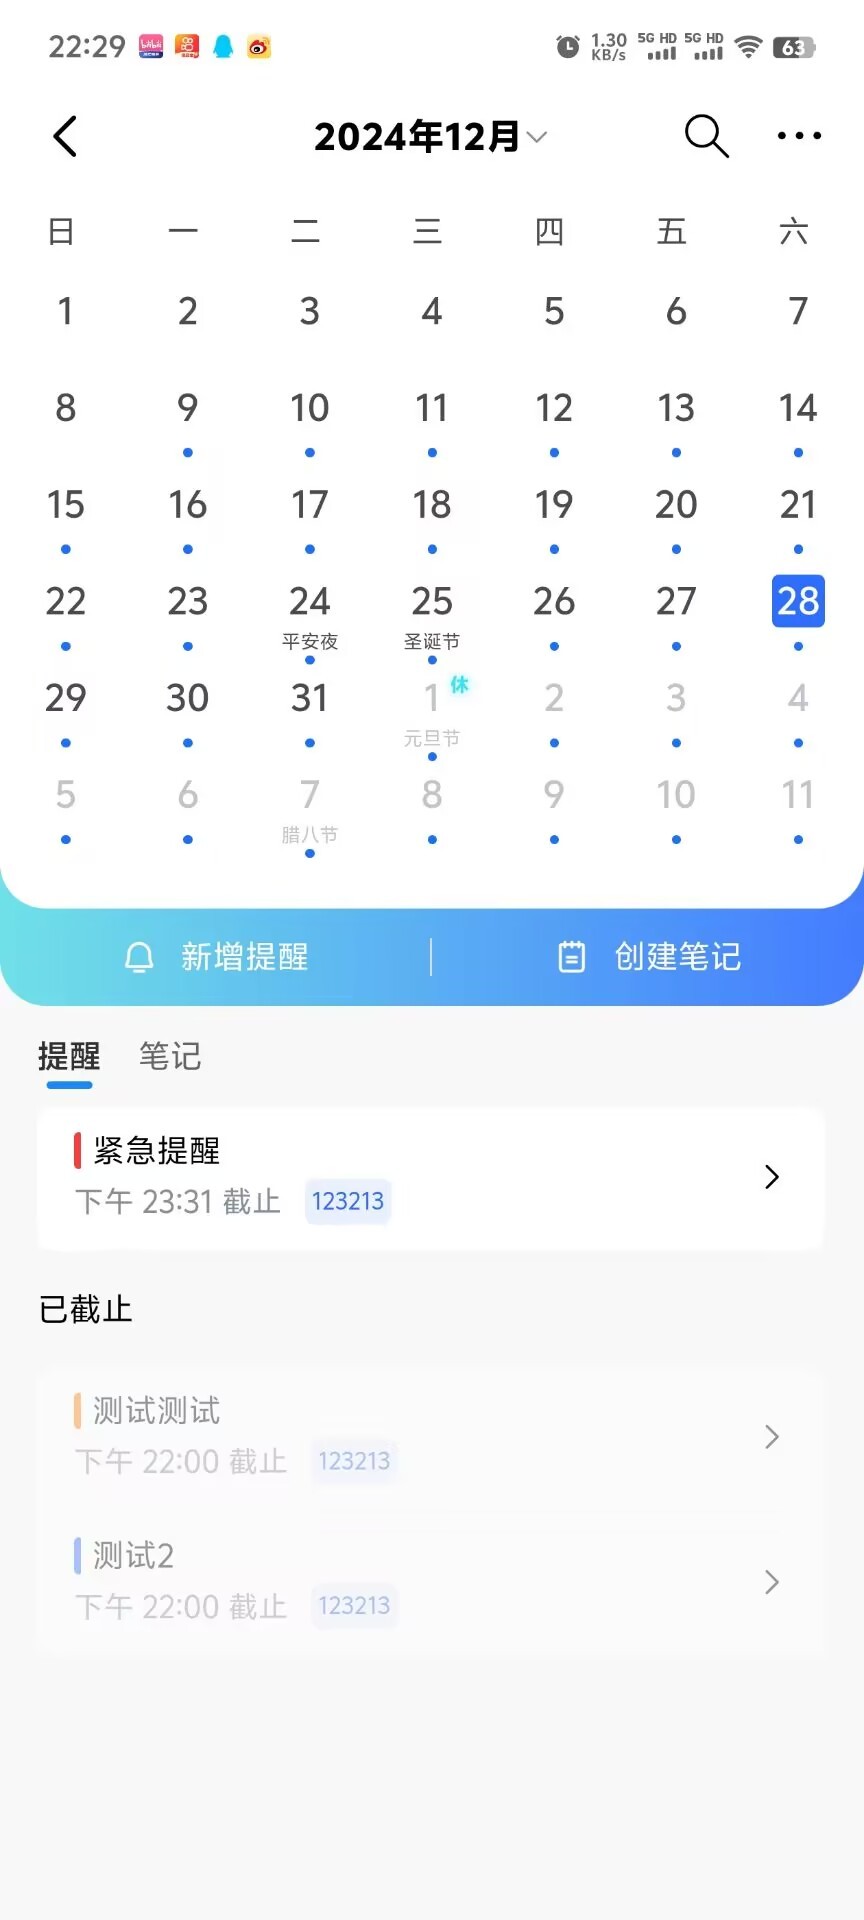 22:29 1.30 KB/s 5G HD 5G HD 63
2024年12月
日 一 二 三 四 五 六
1 2 3 4 5 6 7
8 9 10 11 12 13 14
15 16 17 18 19 20 21
22 23 24 25 26 27 28
平安夜 圣诞节
29 30 31 1 休 2 3 4
元旦节
5 6 7 8 9 10 11
腊八节
新增提醒 创建笔记
提醒 笔记
紧急提醒
下午 23:31 截止 123213
已截止
测试测试
下午 22:00 截止 123213
测试2
下午 22:00 截止 123213